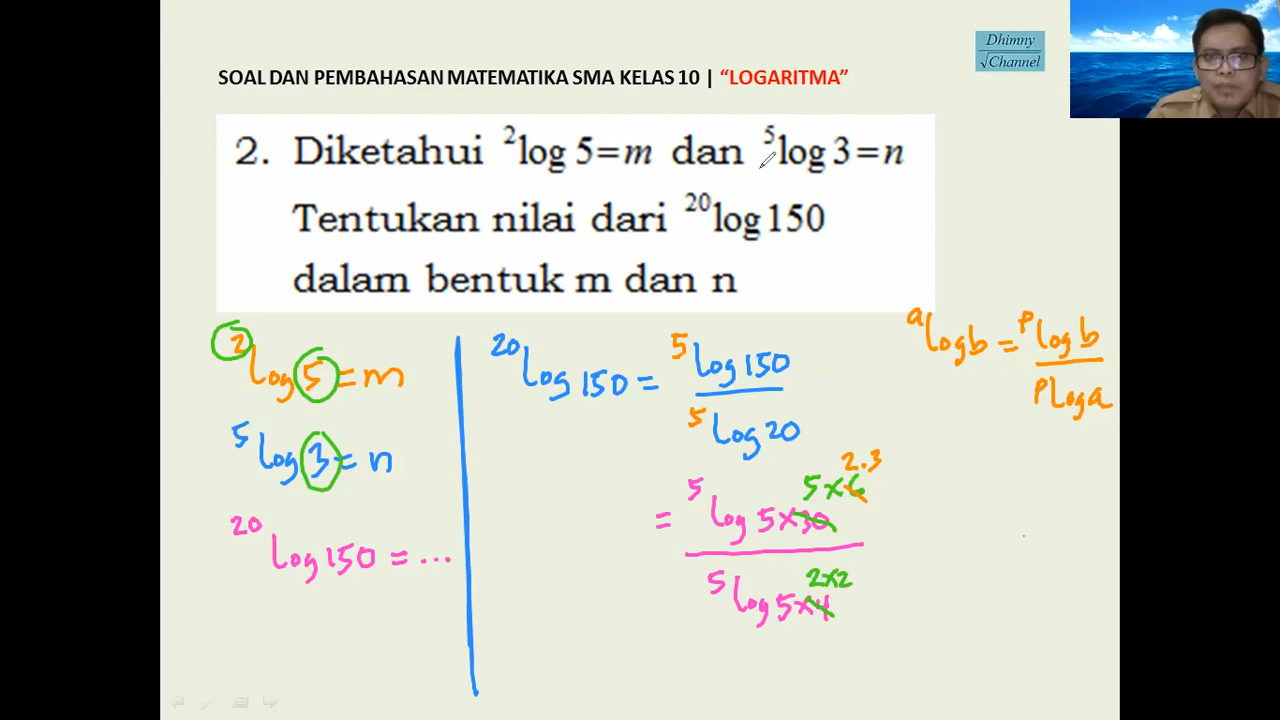 Dhimny
√Channel
SOAL DAN PEMBAHASAN MATEMATIKA SMA KELAS 10 | “LOGARITMA”
2. Diketahui ²log 5=m dan ⁵log 3=n
Tentukan nilai dari ²⁰log 150
dalam bentuk m dan n
²log 5 = m
⁵log 3 = n
²⁰log 150 = ...
²⁰log 150 = ⁵log 150
⁵log 20
2.3
5×6
= ⁵log 5×30
2×2
⁵log 5×4
ᵃlog b = ᵖlog b
ᵖlog a